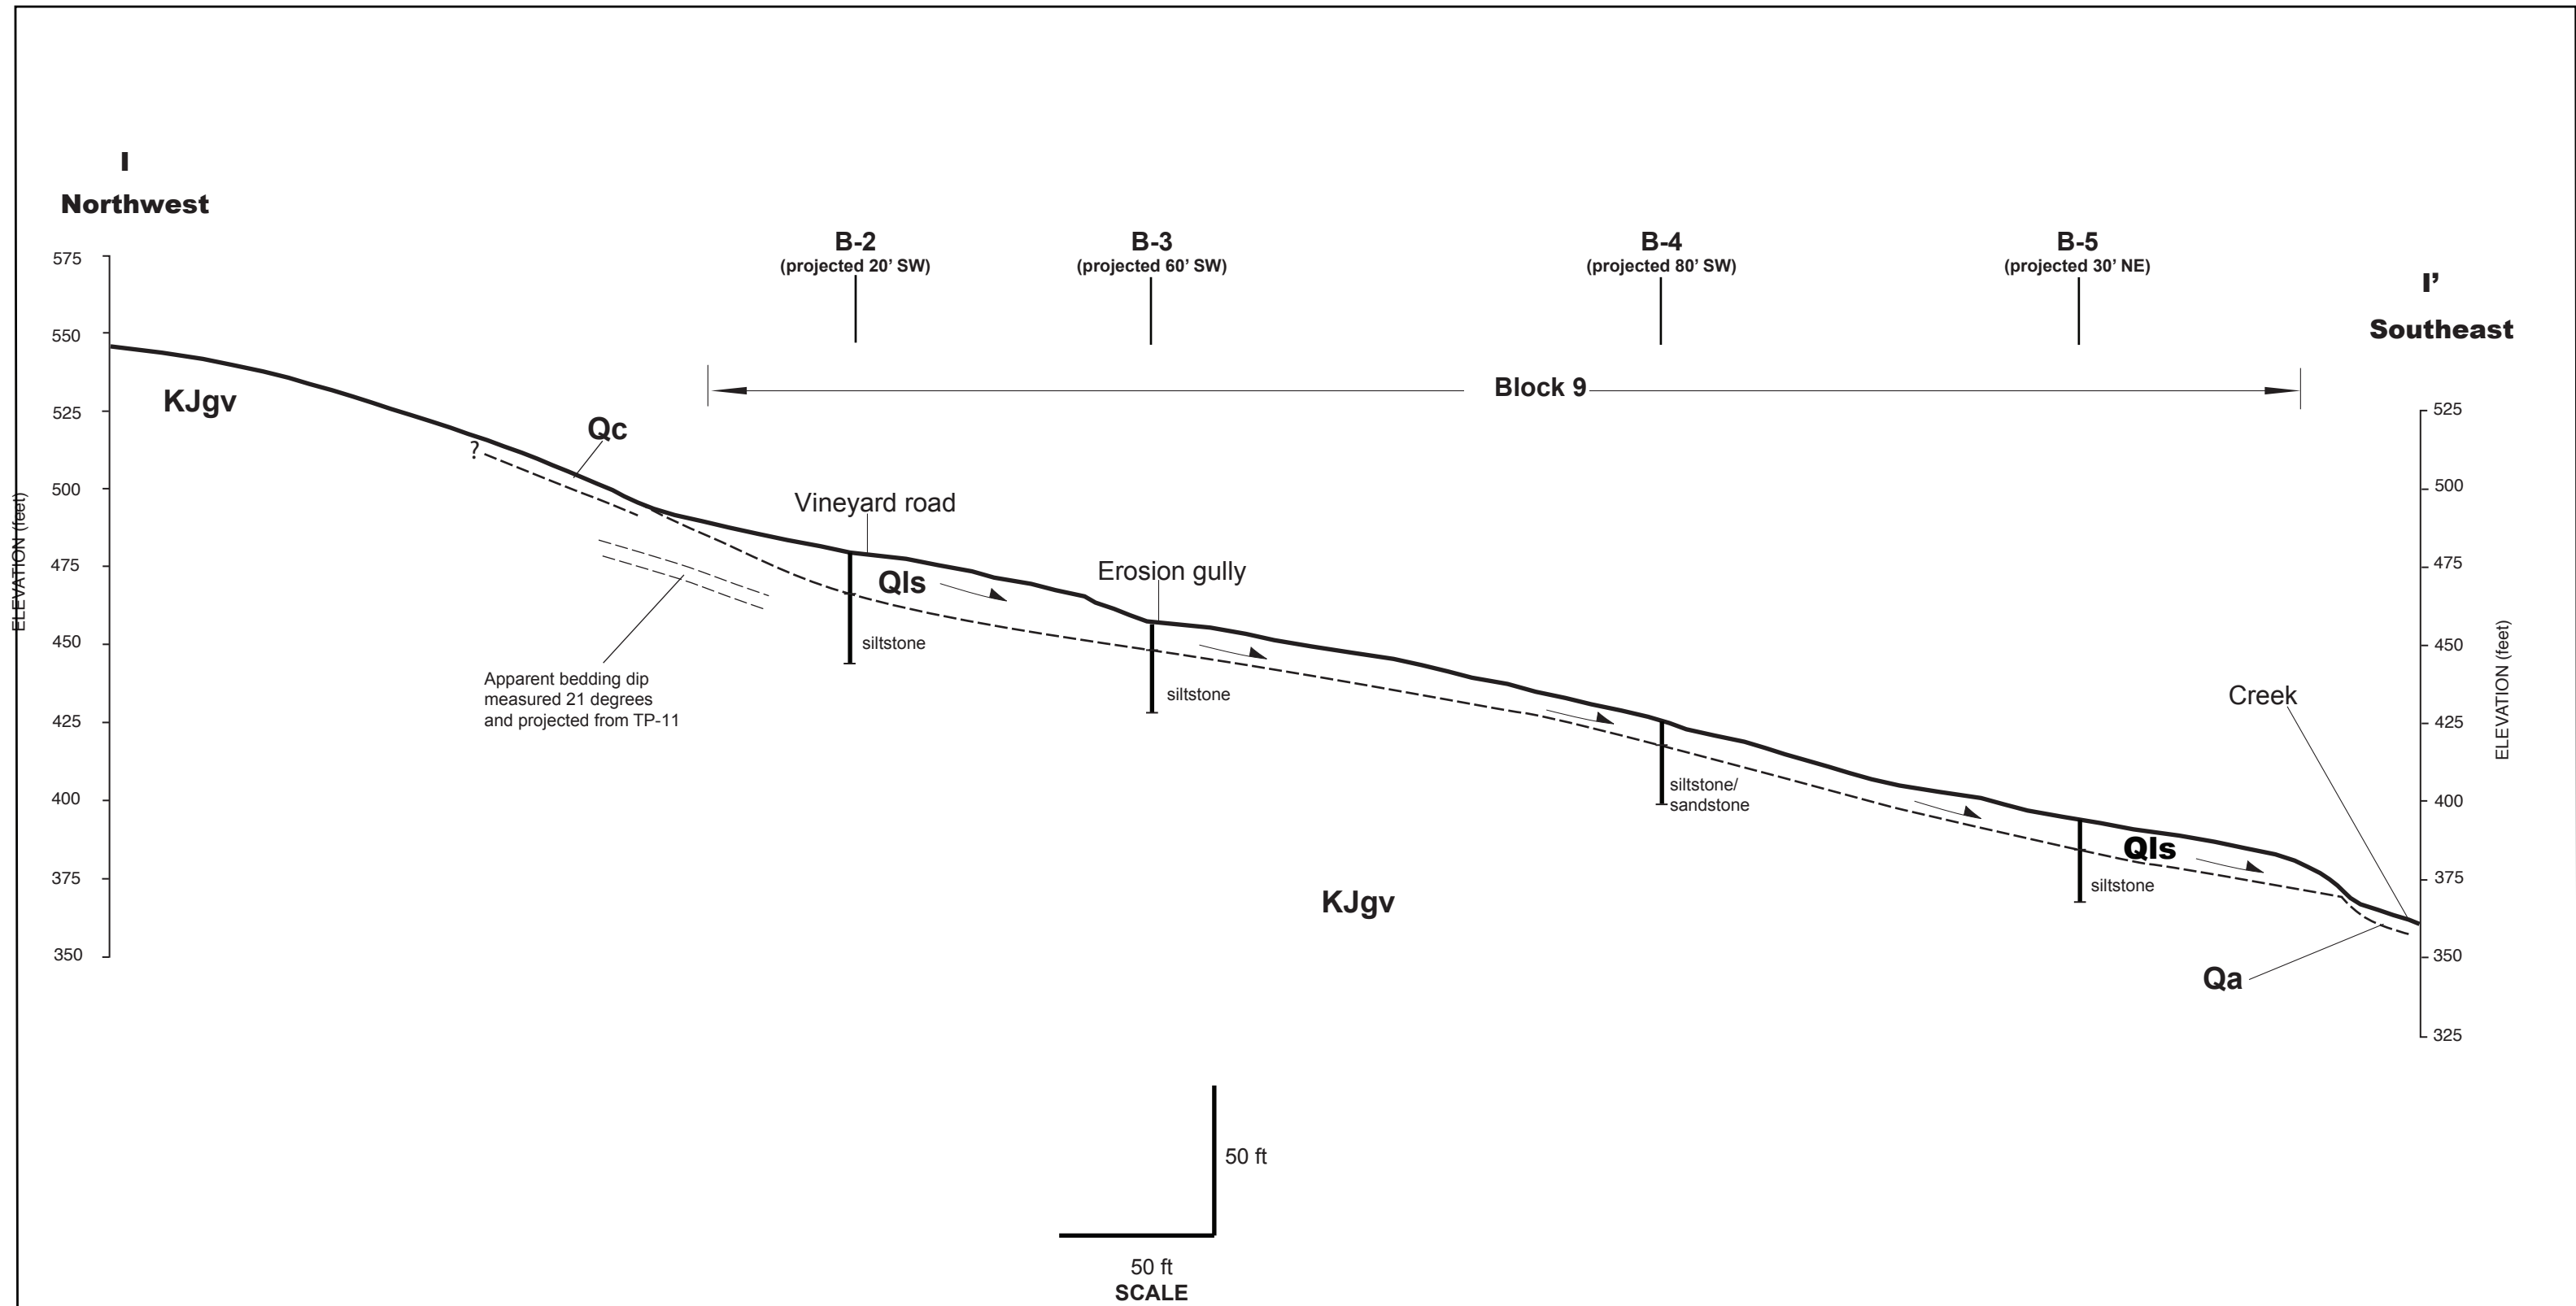 I
Northwest
B-2
(projected 20’ SW)
B-3
(projected 60’ SW)
B-4
(projected 80’ SW)
B-5
(projected 30’ NE)
I’
Southeast
575
550
525
500
475
450
425
400
375
350
ELEVATION (feet)
Block 9
KJgv
Qc
?
Vineyard road
Qls
Erosion gully
siltstone
siltstone
Apparent bedding dip
measured 21 degrees
and projected from TP-11
siltstone/
sandstone
Qls
siltstone
Creek
KJgv
Qa
525
500
475
450
425
400
375
350
325
ELEVATION (feet)
50 ft
50 ft
SCALE